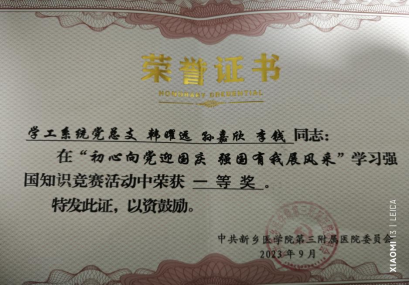 荣誉证书
HONORARY CREDENTIAL
学工系统党总支 韩曜远 孙嘉欣 李钱 同志：
在“初心向党迎国庆 强国有我展风采”学习强
国知识竞赛活动中荣获 一等奖 。
特发此证，以资鼓励。
中共新乡医学院第三附属医院委员会
2023年9月
XIAOMI 13 | LEICA